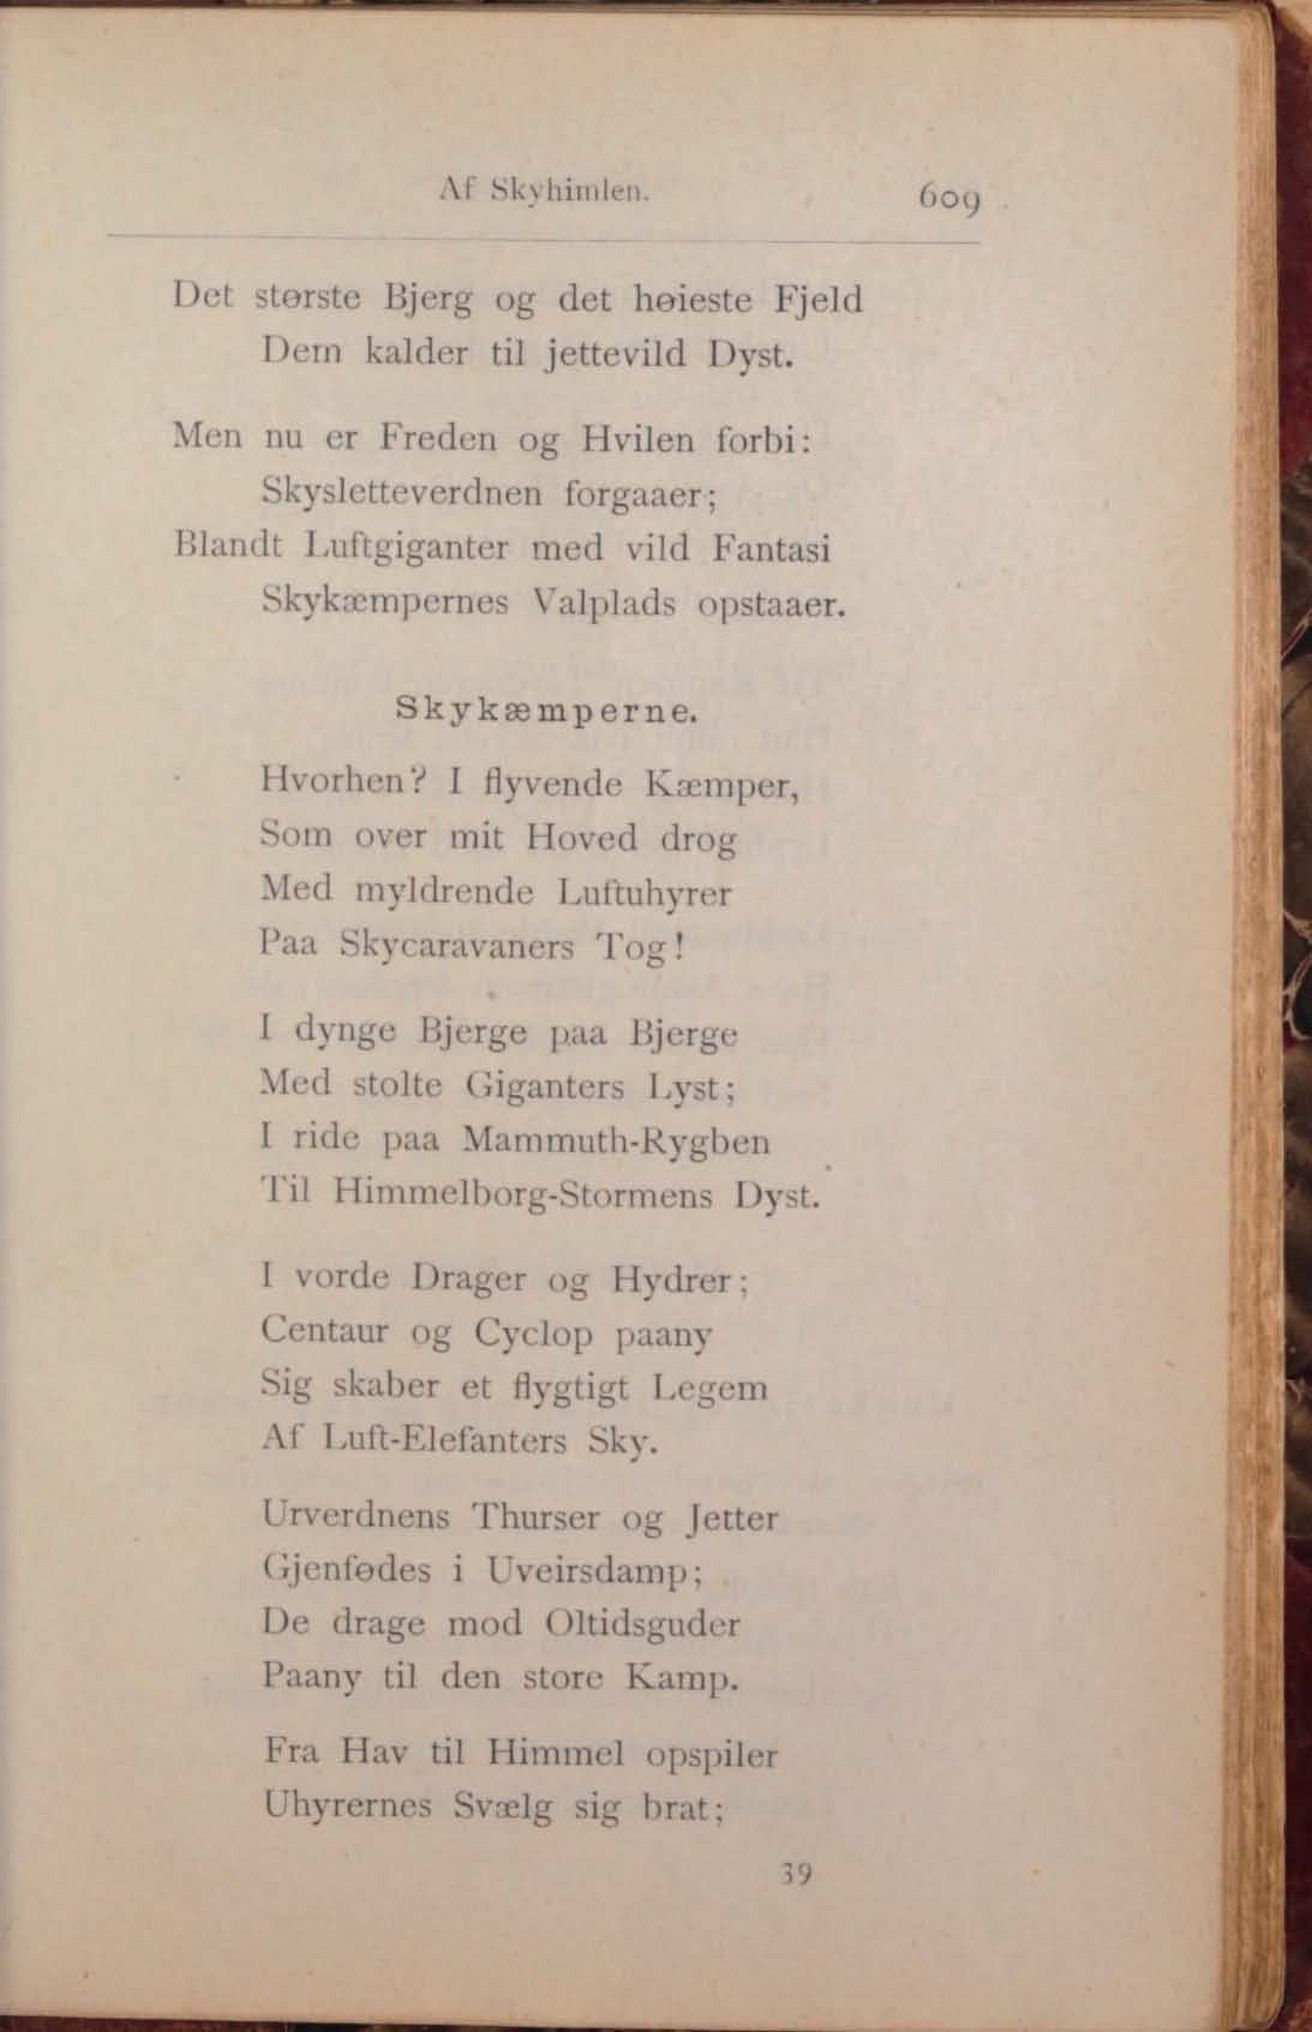 Af Skyhimlen. 609
Det største Bjerg og det høieste Fjeld
Dem kalder til jettevild Dyst.
Men nu er Freden og Hvilen forbi:
Skysletteverdnen forgaaer;
Blandt Luftgiganter med vild Fantasi
Skykæmpernes Valplads opstaaer.
Skykæmperne.
Hvorhen? I flyvende Kæmper,
Som over mit Hoved drog
Med myldrende Luftuhyrer
Paa Skycaravaners Tog!
I dynge Bjerge paa Bjerge
Med stolte Giganters Lyst;
I ride paa Mammuth-Rygben
Til Himmelborg-Stormens Dyst.
I vorde Drager og Hydrer;
Centaur og Cyclop paany
Sig skaber et flygtigt Legem
Af Luft-Elefanters Sky.
Urverdnens Thurser og Jetter
Gjenfødes i Uveirsdamp;
De drage mod Oltidsguder
Paany til den store Kamp.
Fra Hav til Himmel opspiler
Uhyrernes Svælg sig brat;
39